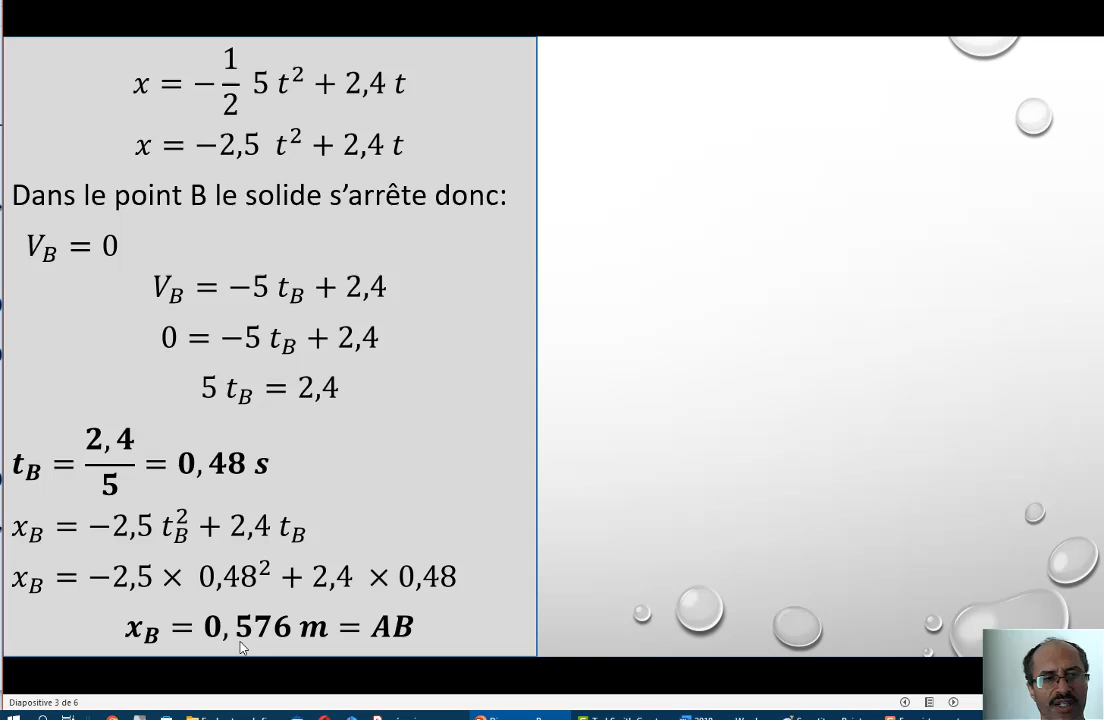 x = −1/2 5 t² + 2,4 t
x = −2,5 t² + 2,4 t
Dans le point B le solide s’arrête donc:
V_B = 0
V_B = −5 t_B + 2,4
0 = −5 t_B + 2,4
5 t_B = 2,4
t_B = 2,4/5 = 0,48 s
x_B = −2,5 t_B² + 2,4 t_B
x_B = −2,5 × 0,48² + 2,4 × 0,48
x_B = 0,576 m = AB
Diapositive 3 de 6